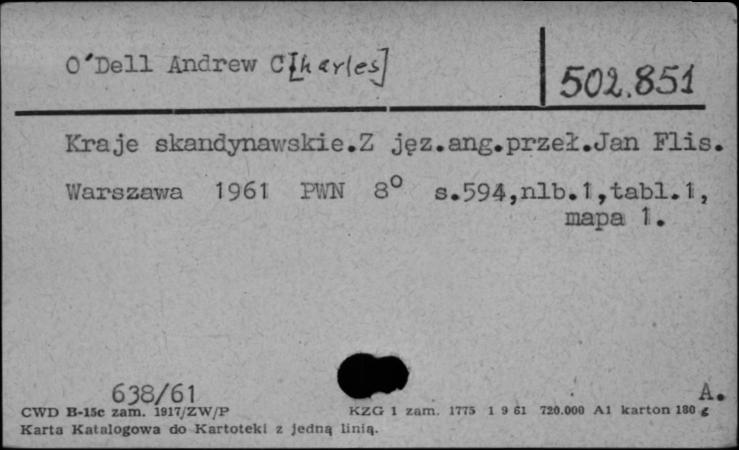 O'Dell Andrew C[harles]
502.851
Kraje skandynawskie.Z jęz.ang.przeł.Jan Flis.
Warszawa 1961 PWN 8° s.594,nlb.1,tabl.1,
mapa 1.
638/61
A.
CWD B-15c zam. 1917/ZW/P KZG 1 zam. 1775 1 9 61 720.000 A1 karton 180 g
Karta Katalogowa do Kartoteki z jedną linią.